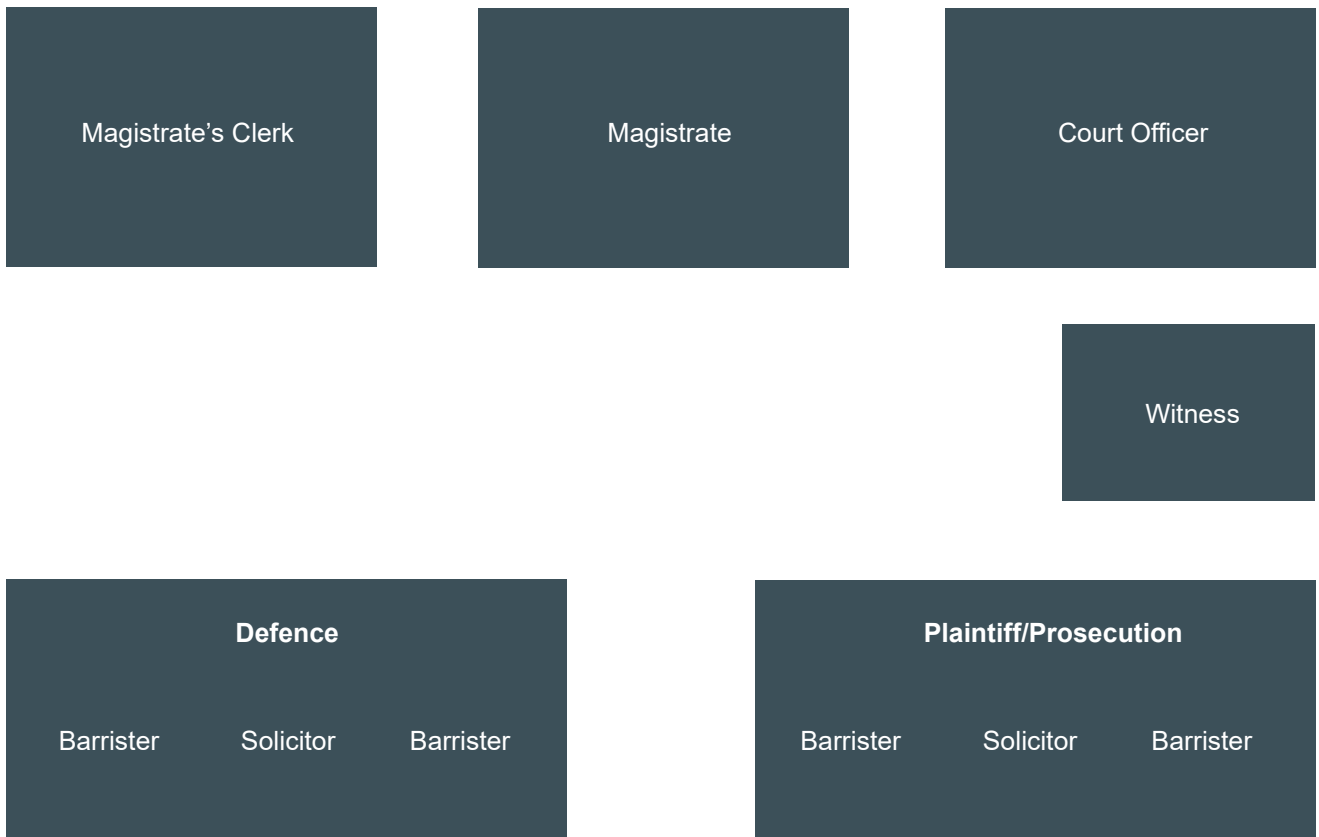 Magistrate’s Clerk
Magistrate
Court Officer
Witness
Defence
Barrister Solicitor Barrister
Plaintiff/Prosecution
Barrister Solicitor Barrister